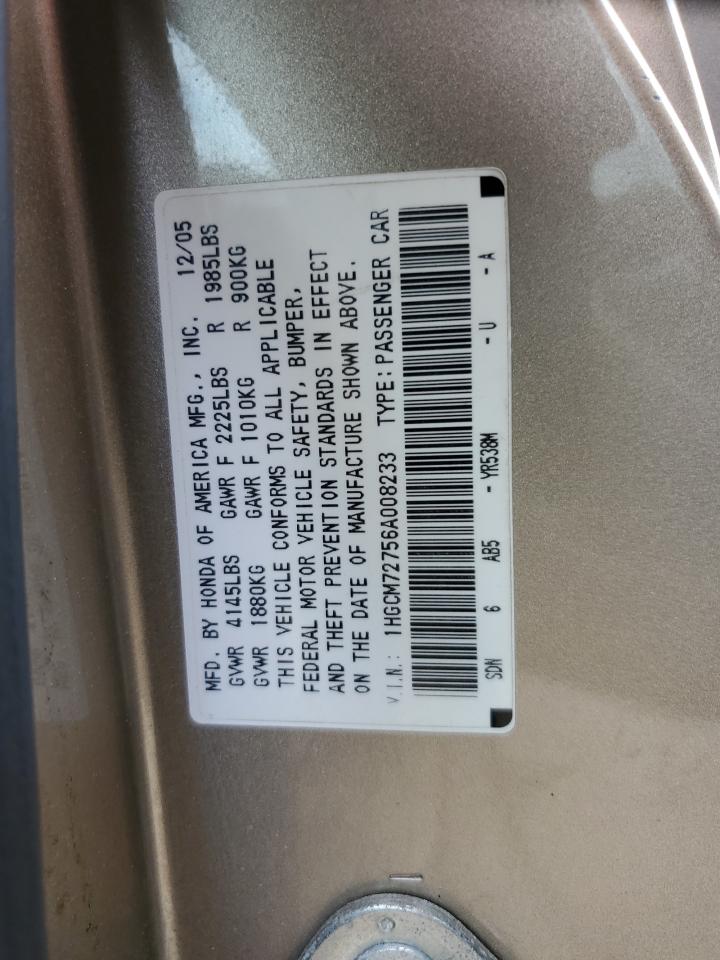 MFD. BY HONDA OF AMERICA MFG., INC. 12/05
GVWR 4145LBS GAWR F 2225LBS R 1985LBS
GVWR 1880KG GAWR F 1010KG R 900KG
THIS VEHICLE CONFORMS TO ALL APPLICABLE
FEDERAL MOTOR VEHICLE SAFETY, BUMPER,
AND THEFT PREVENTION STANDARDS IN EFFECT
ON THE DATE OF MANUFACTURE SHOWN ABOVE.
V.I.N.: 1HGCM72756A008233 TYPE: PASSENGER CAR
SDN 6 AB5 - YR538M - U - A